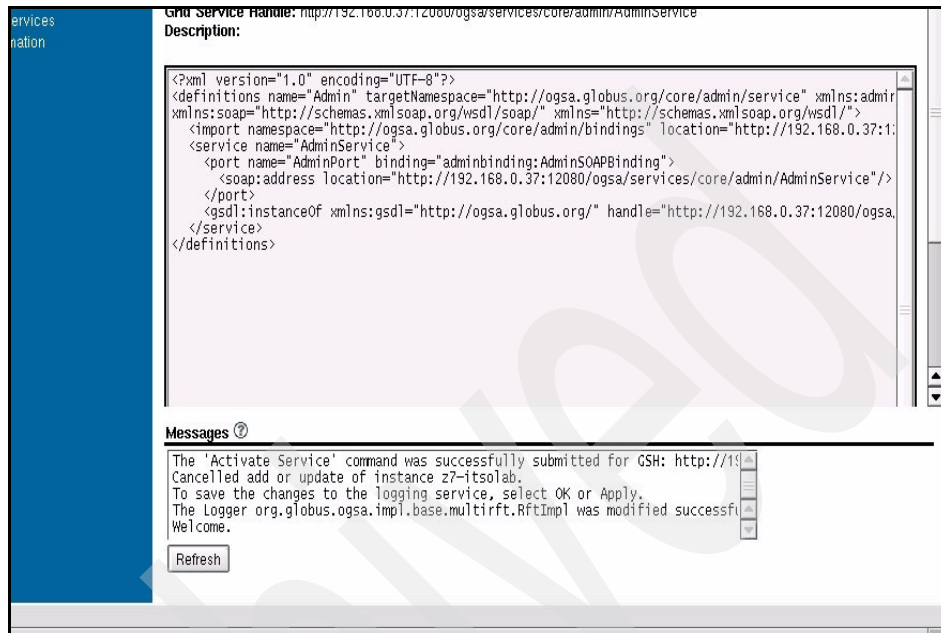 ervices
nation
Grid Service Handle: http://192.168.0.37:12080/ogsa/services/core/admin/AdminService
Description:
<?xml version="1.0" encoding="UTF-8"?>
<definitions name="Admin" targetNamespace="http://ogsa.globus.org/core/admin/service" xmlns:admin
xmlns:soap="http://schemas.xmlsoap.org/wsdl/soap/" xmlns="http://schemas.xmlsoap.org/wsdl/">
<import namespace="http://ogsa.globus.org/core/admin/bindings" location="http://192.168.0.37:1
<service name="AdminService">
<port name="AdminPort" binding="adminbinding:AdminSOAPBinding">
<soap:address location="http://192.168.0.37:12080/ogsa/services/core/admin/AdminService"/>
</port>
<gsdl:instanceOf xmlns:gsdl="http://ogsa.globus.org/" handle="http://192.168.0.37:12080/ogsa
</service>
</definitions>
Messages ?
The 'Activate Service' command was successfully submitted for GSH: http://19
Cancelled add or update of instance z7-itsolab.
To save the changes to the logging service, select OK or Apply.
The Logger org.globus.ogsa.impl.base.multirft.RftImpl was modified successfu
Welcome.
Refresh